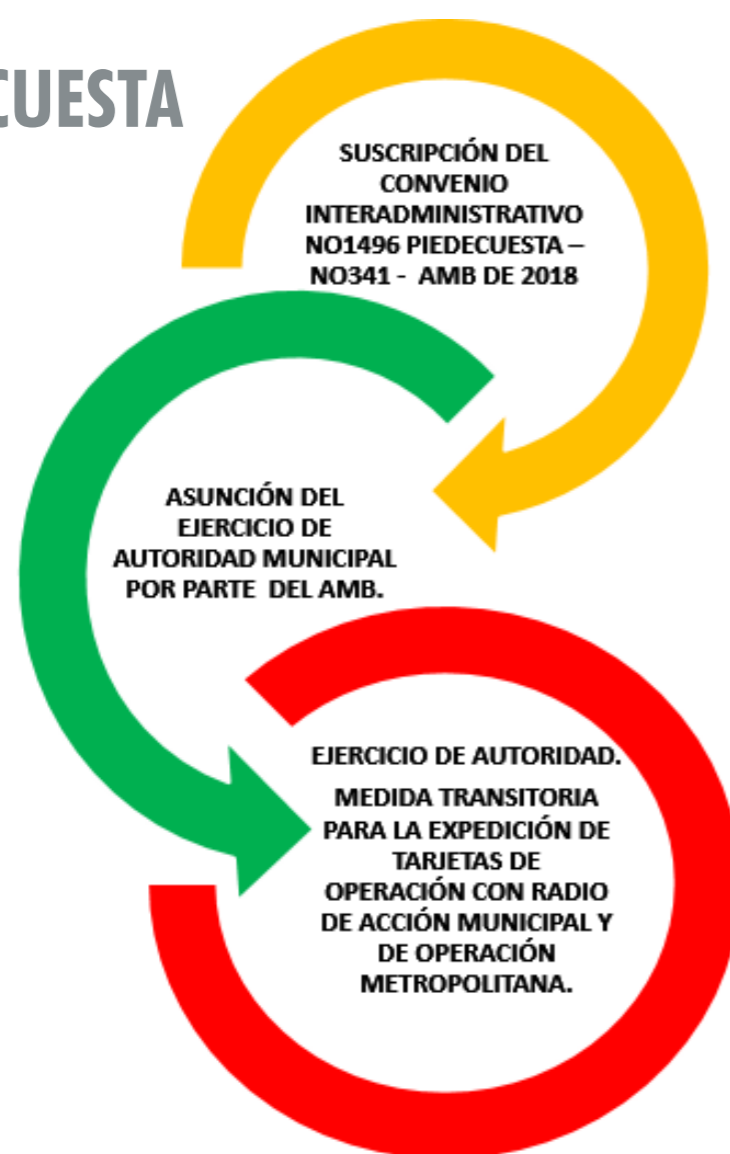 CUESTA
SUSCRIPCIÓN DEL
CONVENIO
INTERADMINISTRATIVO
NO1496 PIEDECUESTA –
NO341 - AMB DE 2018
ASUNCIÓN DEL
EJERCICIO DE
AUTORIDAD MUNICIPAL
POR PARTE DEL AMB.
EJERCICIO DE AUTORIDAD.
MEDIDA TRANSITORIA
PARA LA EXPEDICIÓN DE
TARJETAS DE
OPERACIÓN CON RADIO
DE ACCIÓN MUNICIPAL Y
DE OPERACIÓN
METROPOLITANA.